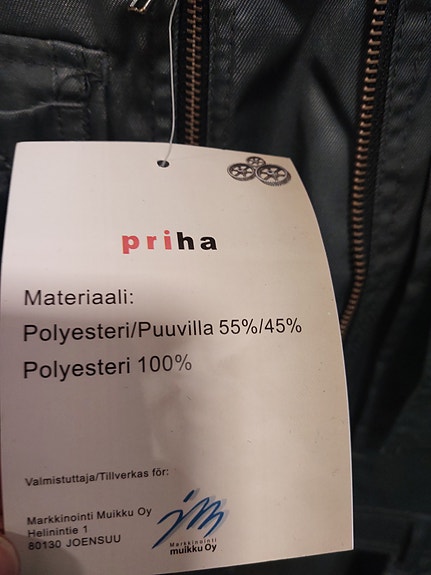 priha
Materiaali:
Polyesteri/Puuvilla 55%/45%
Polyesteri 100%
Valmistuttaja/Tillverkas för:
Markkinointi Muikku Oy
Helinintie 1
80130 JOENSUU
Markkinointi
muikku Oy